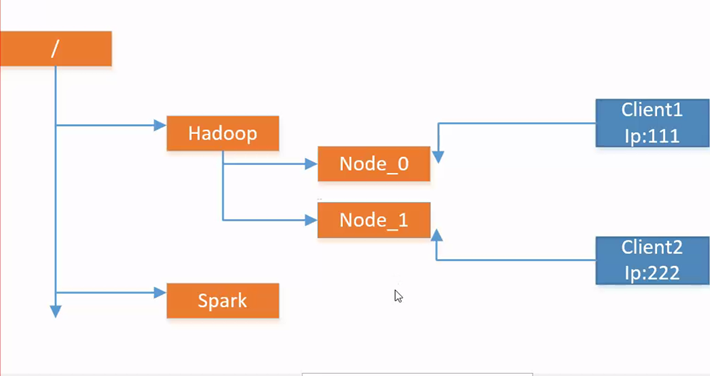 /
Hadoop
Node_0
Node_1
Spark
Client1
Ip:111
Client2
Ip:222